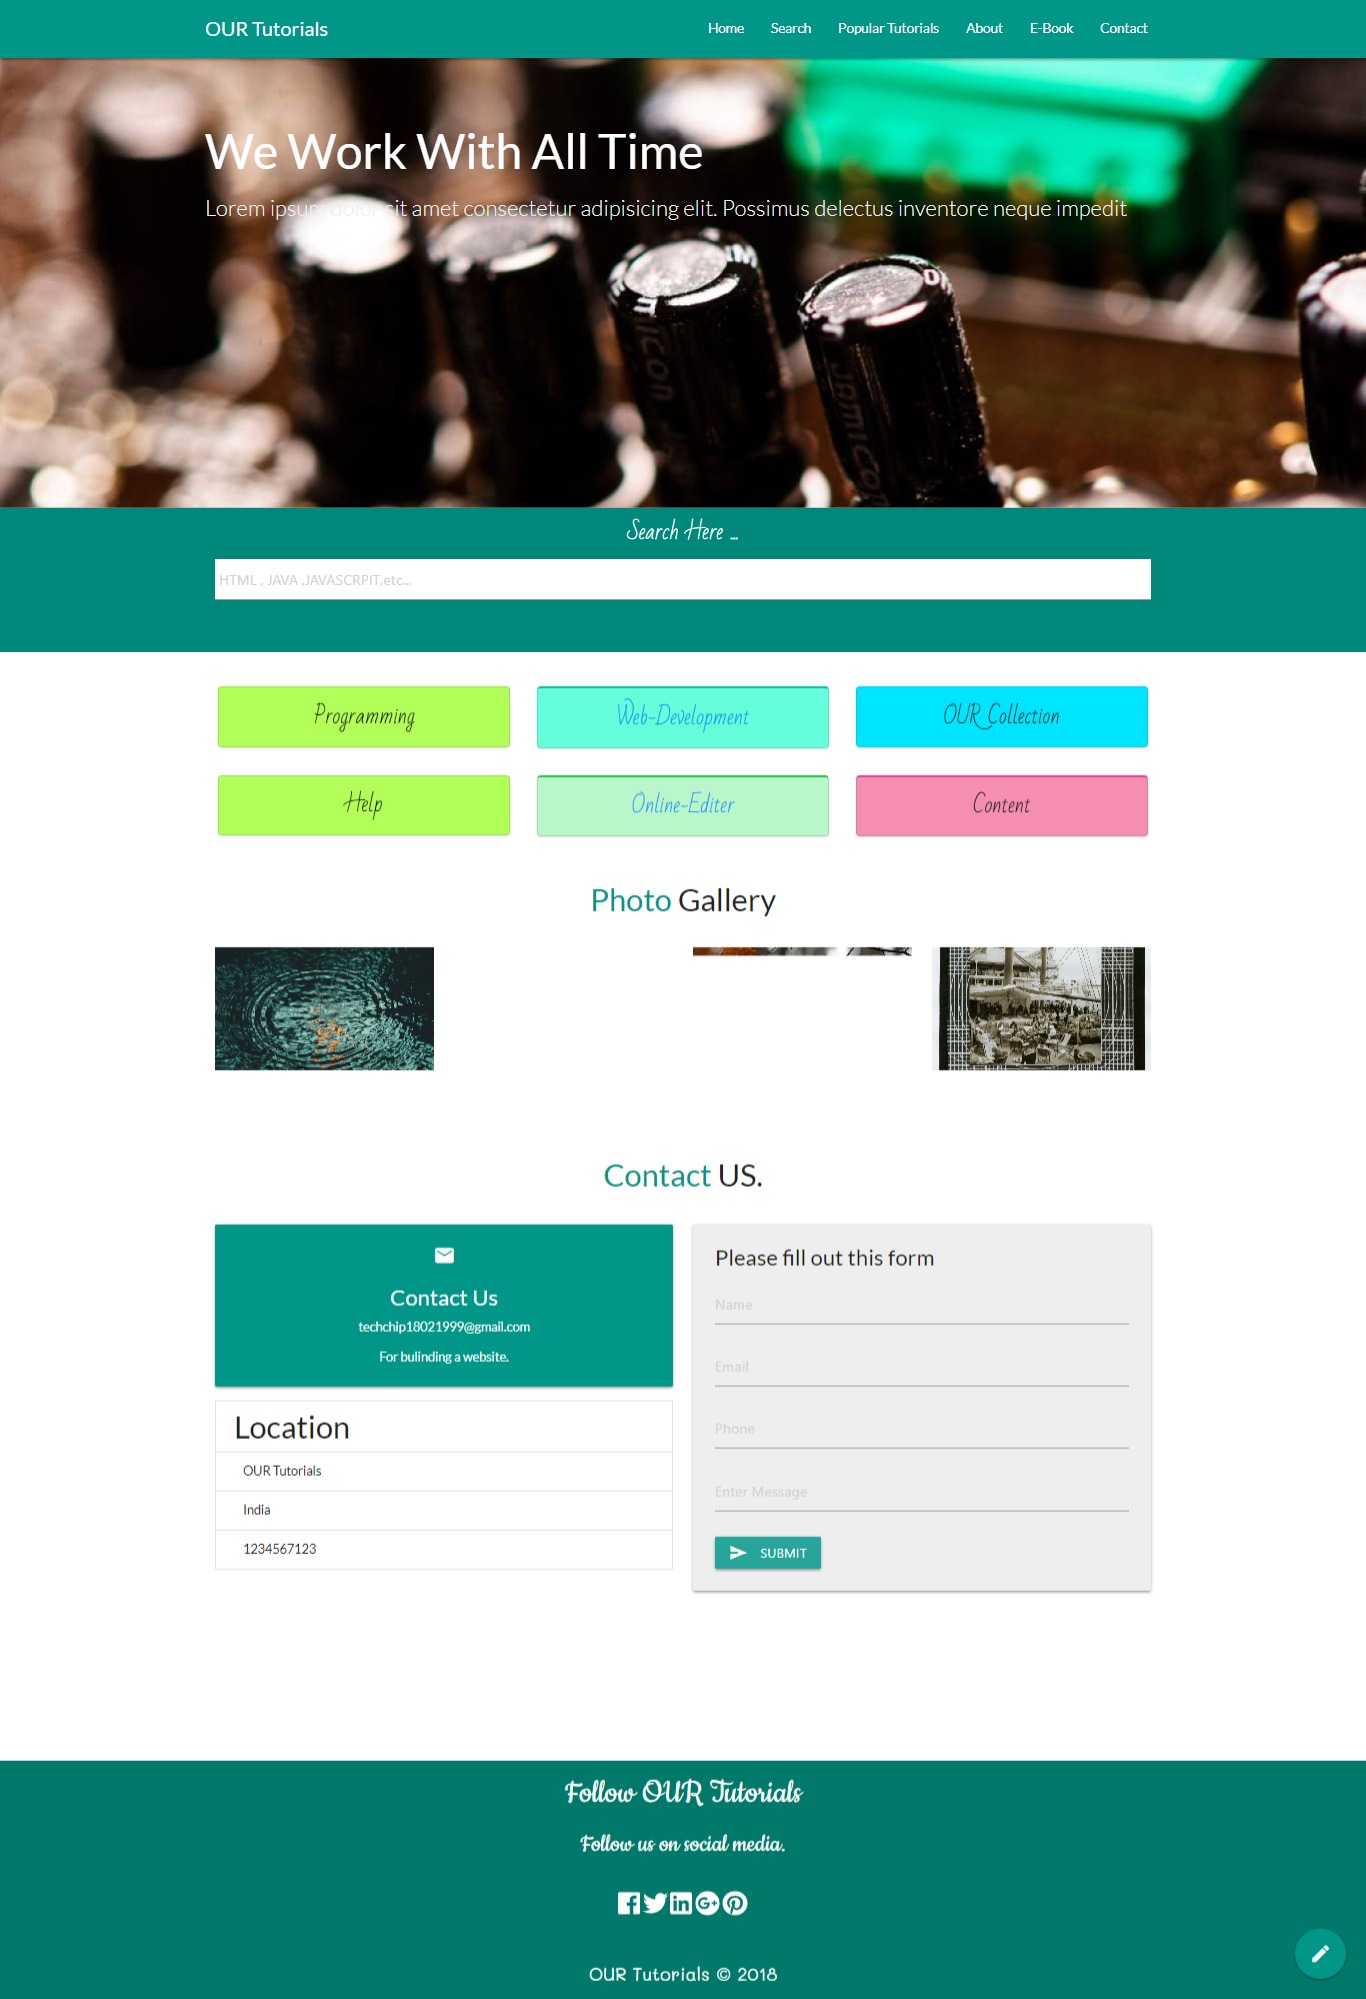 OUR Tutorials
Home Search Popular Tutorials About E-Book Contact
We Work With All Time
Lorem ipsum dolor sit amet consectetur adipisicing elit. Possimus delectus inventore neque impedit
Search Here ...
HTML , JAVA ,JAVASCRPIT,etc...
Programming
Web-Development
OUR Collection
Help
Online-Editer
Content
Photo Gallery
Contact US.
Contact Us
techchip18021999@gmail.com
For bulinding a website.
Location
OUR Tutorials
India
1234567123
Please fill out this form
Name
Email
Phone
Enter Message
SUBMIT
Follow OUR Tutorials
Follow us on social media.
OUR Tutorials © 2018